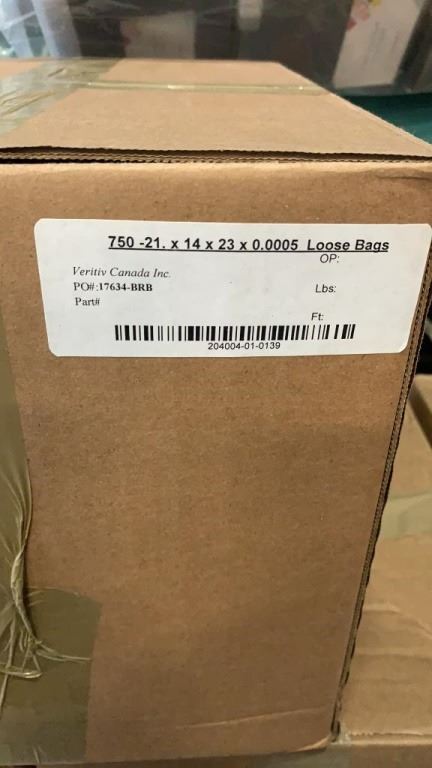 750 -21. x 14 x 23 x 0.0005 Loose Bags
OP:
Veritiv Canada Inc.
PO#:17634-BRB
Lbs:
Part#
Ft:
204004-01-0139